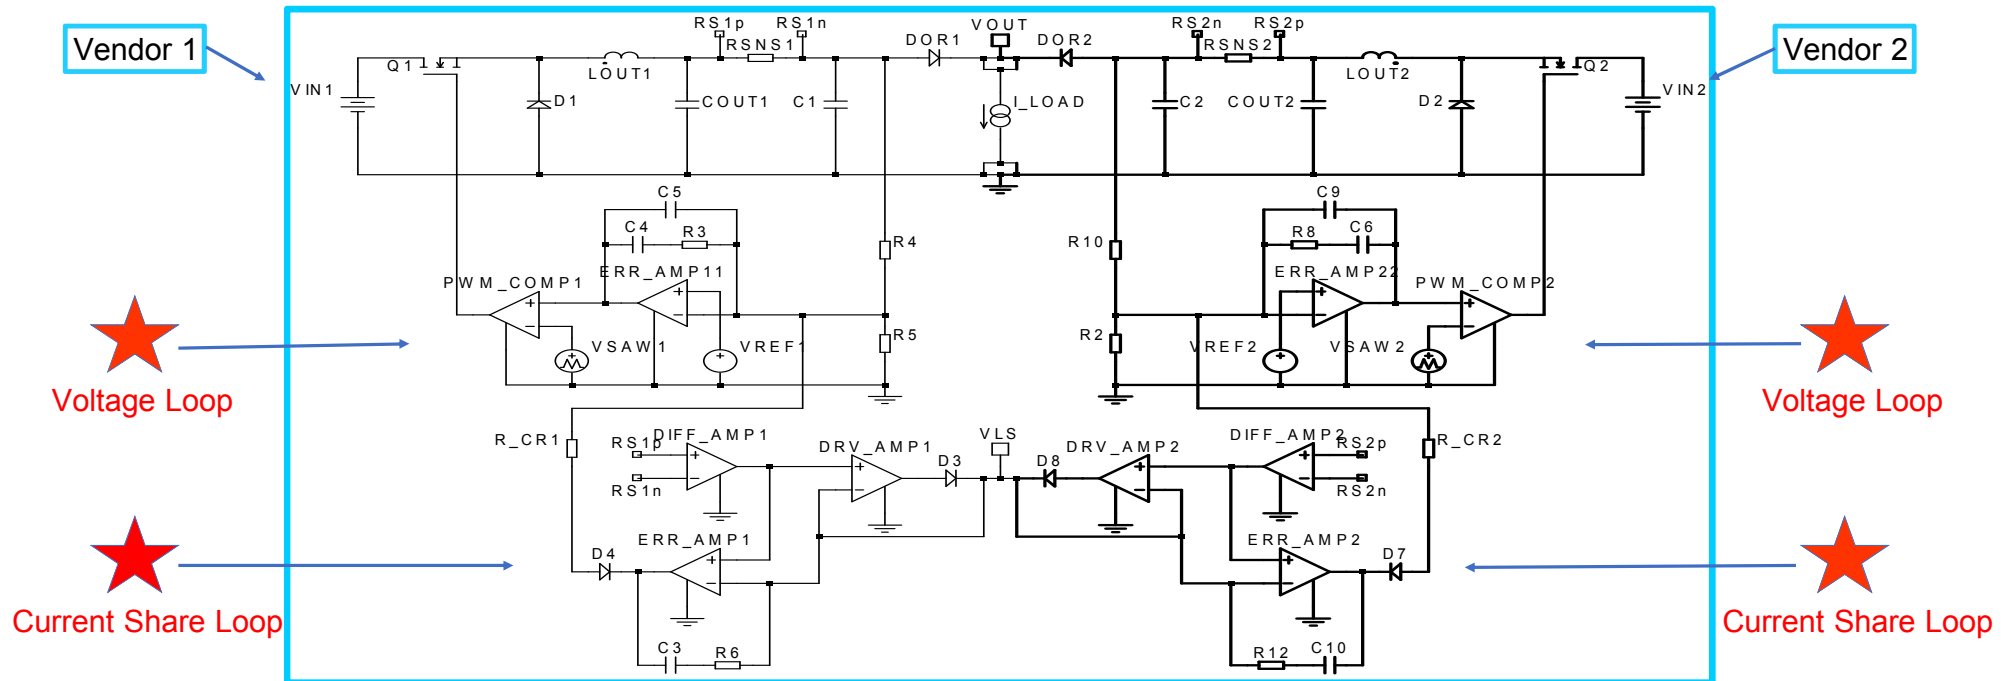 RS1p RS1n VOUT RS2n RS2p
Vendor 1
RSNS1 DOR1 DOR2 RSNS2
Vendor 2
Q1 LOUT1 LOUT2 Q2
VIN1 D1 COUT1 C1 I_LOAD C2 COUT2 D2 VIN2
C5 C9
C4 R3 R4 R10 R8 C6
PWM_COMP1 ERR_AMP11 ERR_AMP22 PWM_COMP2
VSAW1 VREF1 R5 R2 VREF2 VSAW2
Voltage Loop
Voltage Loop
R_CR1 RS1p DIFF_AMP1 DRV_AMP1 VLS DRV_AMP2 DIFF_AMP2 RS2p R_CR2
D3 D8
RS1n RS2n
D4 ERR_AMP1 ERR_AMP2 D7
Current Share Loop
Current Share Loop
C3 R6 R12 C10